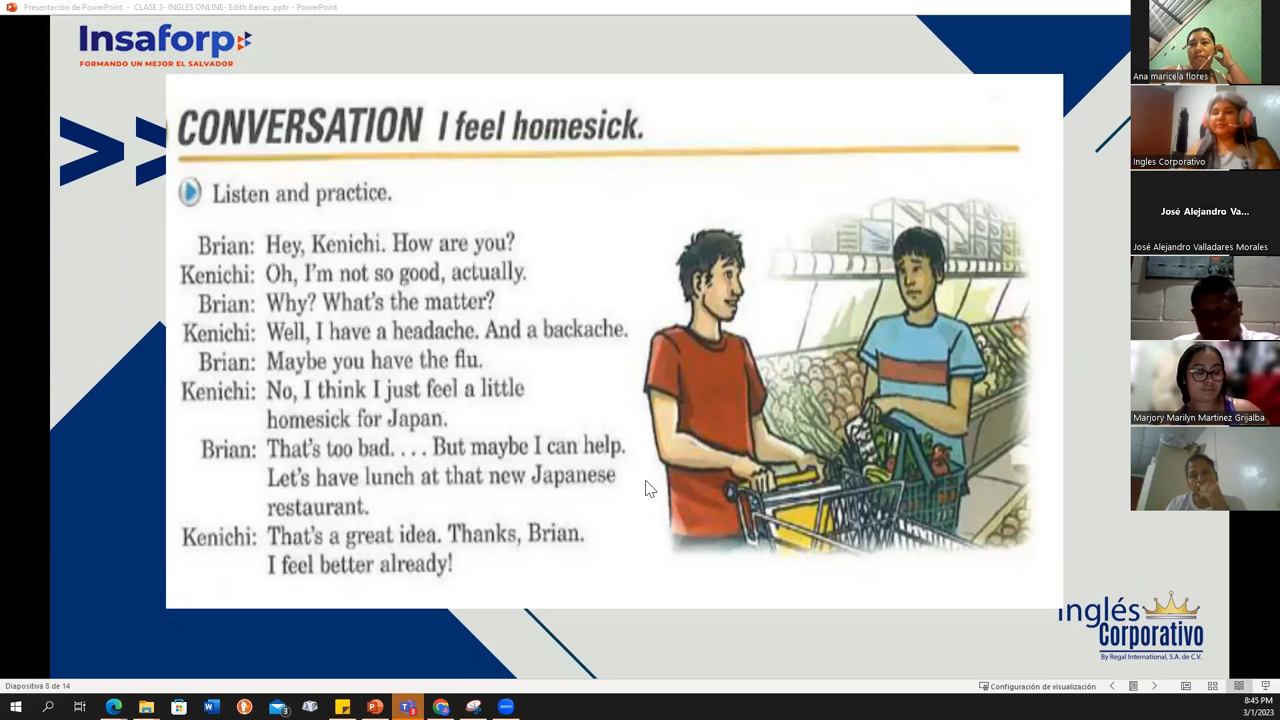 Presentación de PowerPoint - CLASE 3- INGLES ONLINE- Edith Baires .pptx - PowerPoint
Insaforp
FORMANDO UN MEJOR EL SALVADOR
CONVERSATION I feel homesick.
Listen and practice.
Brian: Hey, Kenichi. How are you?
Kenichi: Oh, I'm not so good, actually.
Brian: Why? What's the matter?
Kenichi: Well, I have a headache. And a backache.
Brian: Maybe you have the flu.
Kenichi: No, I think I just feel a little
homesick for Japan.
Brian: That's too bad. . . . But maybe I can help.
Let's have lunch at that new Japanese
restaurant.
Kenichi: That's a great idea. Thanks, Brian.
I feel better already!
Inglés
Corporativo
By Regal International, S.A. de C.V.
Ana maricela flores
Ingles Corporativo
José Alejandro Va...
José Alejandro Valladares Morales
Marjory Marilyn Martínez Grijalba
Diapositiva 8 de 14
Configuración de visualización
8:45 PM
3/1/2023